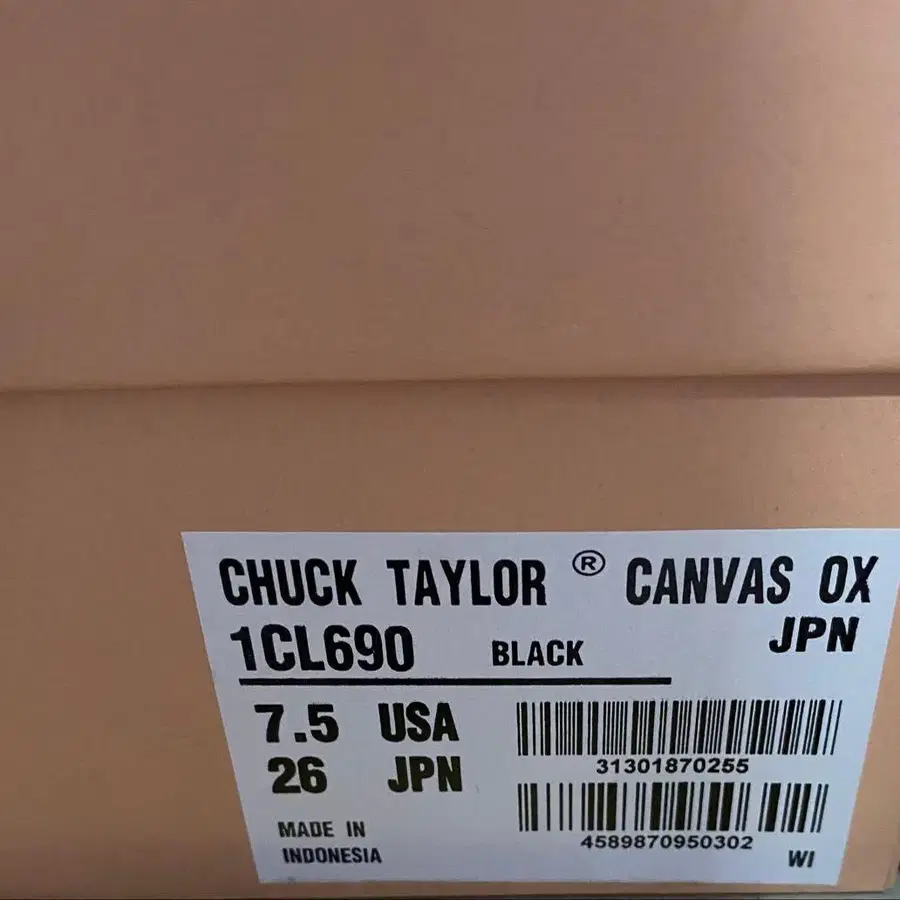 CHUCK TAYLOR ® CANVAS OX
1CL690 BLACK JPN
7.5 USA
26 JPN
31301870255
4589870950302
MADE IN
INDONESIA
WI